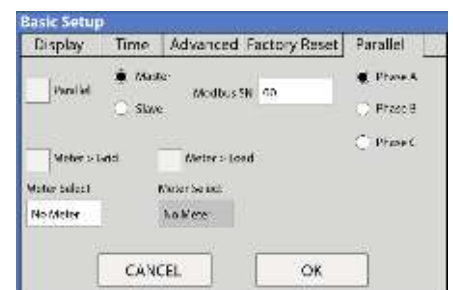 Basic Setup
Display Time Advanced Factory Reset Parallel
Parallel Master Modbus SN 00 Phase A
Slave Phase B
Phase C
Meter > Grid Meter > Load
Meter Select Meter Select
No Meter No Meter
CANCEL OK